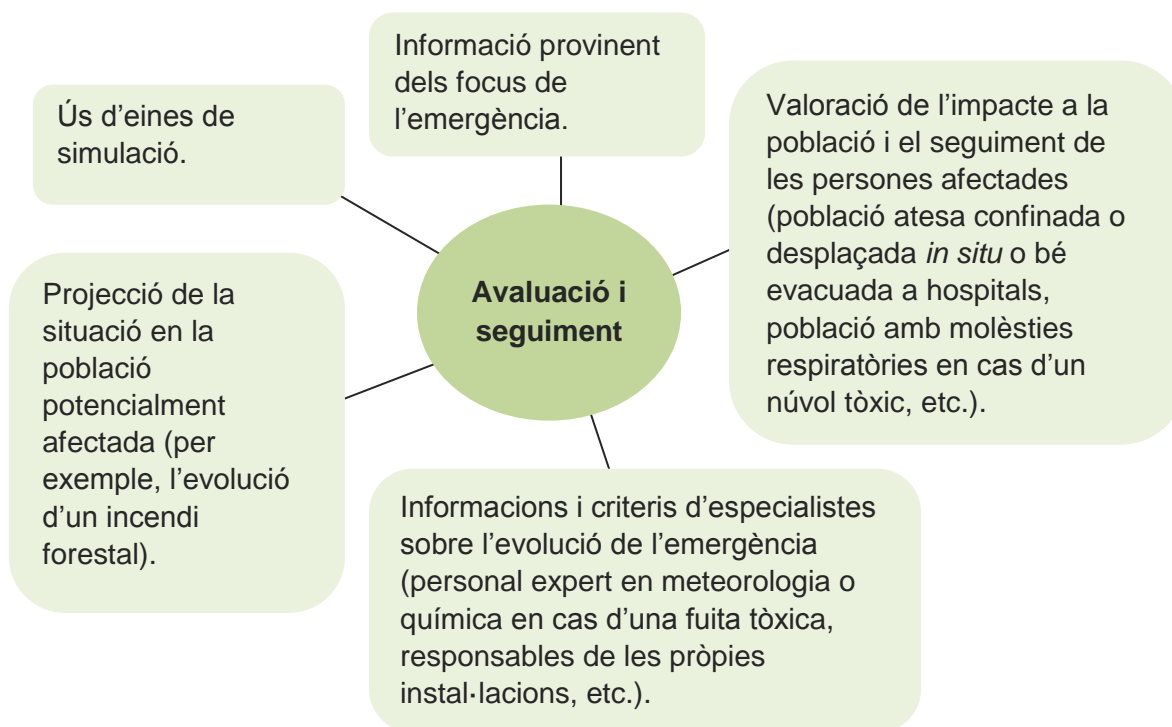 Informació provinent
dels focus de
l’emergència.
Ús d’eines de
simulació.
Valoració de l’impacte a la
població i el seguiment de
les persones afectades
(població atesa confinada o
desplaçada in situ o bé
evacuada a hospitals,
població amb molèsties
respiratòries en cas d’un
núvol tòxic, etc.).
Avaluació i
seguiment
Projecció de la
situació en la
població
potencialment
afectada (per
exemple, l’evolució
d’un incendi
forestal).
Informacions i criteris d’especialistes
sobre l’evolució de l’emergència
(personal expert en meteorologia o
química en cas d’una fuita tòxica,
responsables de les pròpies
instal·lacions, etc.).